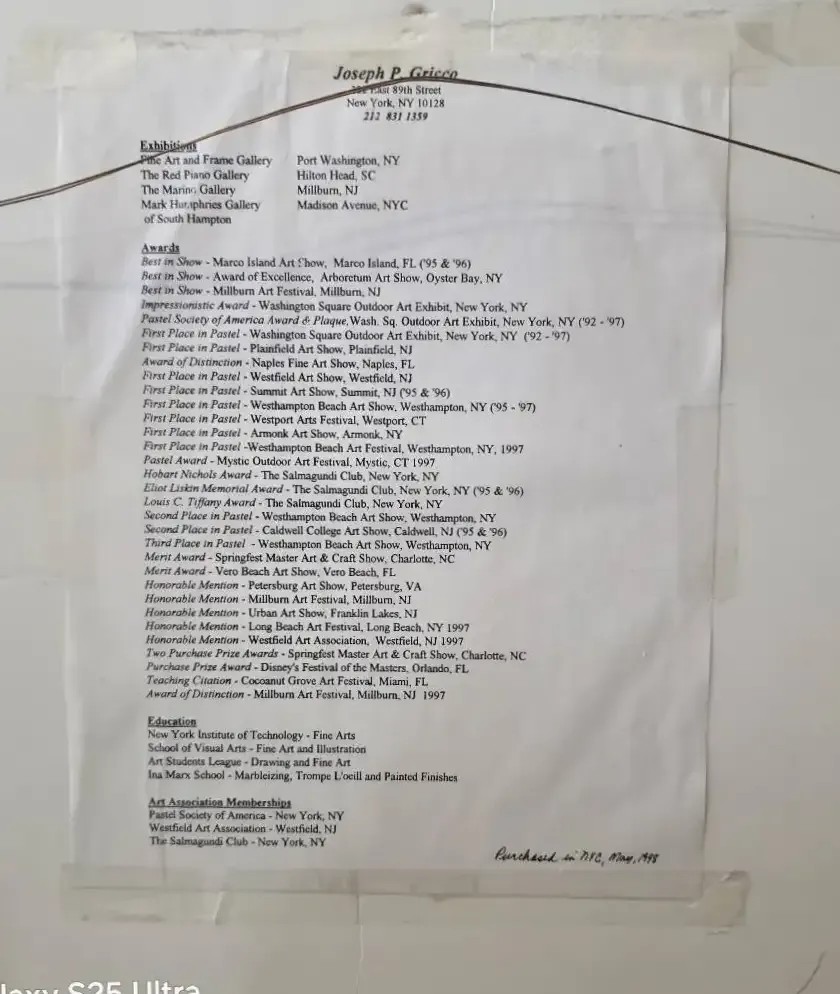 Joseph P. Gricco
East 89th Street
New York, NY 10128
212 831 1359
Exhibitions
Fine Art and Frame Gallery Port Washington, NY
The Red Piano Gallery Hilton Head, SC
The Marino Gallery Millburn, NJ
Mark Humphries Gallery Madison Avenue, NYC
of South Hampton
Awards
Best in Show - Marco Island Art Show, Marco Island, FL ('95 & '96)
Best in Show - Award of Excellence, Arboretum Art Show, Oyster Bay, NY
Best in Show - Millburn Art Festival, Millburn, NJ
Impressionistic Award - Washington Square Outdoor Art Exhibit, New York, NY
Pastel Society of America Award & Plaque, Wash. Sq. Outdoor Art Exhibit, New York, NY ('92 - '97)
First Place in Pastel - Washington Square Outdoor Art Exhibit, New York, NY ('92 - '97)
First Place in Pastel - Plainfield Art Show, Plainfield, NJ
Award of Distinction - Naples Fine Art Show, Naples, FL
First Place in Pastel - Westfield Art Show, Westfield, NJ
First Place in Pastel - Summit Art Show, Summit, NJ ('95 & '96)
First Place in Pastel - Westhampton Beach Art Show, Westhampton, NY ('95 - '97)
First Place in Pastel - Westport Arts Festival, Westport, CT
First Place in Pastel - Armonk Art Show, Armonk, NY
First Place in Pastel -Westhampton Beach Art Festival, Westhampton, NY, 1997
Pastel Award - Mystic Outdoor Art Festival, Mystic, CT 1997
Hobart Nichols Award - The Salmagundi Club, New York, NY
Eliot Liskin Memorial Award - The Salmagundi Club, New York, NY ('95 & '96)
Louis C. Tiffany Award - The Salmagundi Club, New York, NY
Second Place in Pastel - Westhampton Beach Art Show, Westhampton, NY
Second Place in Pastel - Caldwell College Art Show, Caldwell, NJ ('95 & '96)
Third Place in Pastel - Westhampton Beach Art Show, Westhampton, NY
Merit Award - Springfest Master Art & Craft Show, Charlotte, NC
Merit Award - Vero Beach Art Show, Vero Beach, FL
Honorable Mention - Petersburg Art Show, Petersburg, VA
Honorable Mention - Millburn Art Festival, Millburn, NJ
Honorable Mention - Urban Art Show, Franklin Lakes, NJ
Honorable Mention - Long Beach Art Festival, Long Beach, NY 1997
Honorable Mention - Westfield Art Association, Westfield, NJ 1997
Two Purchase Prize Awards - Springfest Master Art & Craft Show, Charlotte, NC
Purchase Prize Award - Disney's Festival of the Masters, Orlando, FL
Teaching Citation - Cocoanut Grove Art Festival, Miami, FL
Award of Distinction - Millburn Art Festival, Millburn, NJ 1997
Education
New York Institute of Technology - Fine Arts
School of Visual Arts - Fine Art and Illustration
Art Students League - Drawing and Fine Art
Ina Marx School - Marbleizing, Trompe L'oeill and Painted Finishes
Art Association Memberships
Pastel Society of America - New York, NY
Westfield Art Association - Westfield, NJ
The Salmagundi Club - New York, NY
Purchased in NYC, May, 1998
S25 Ultra